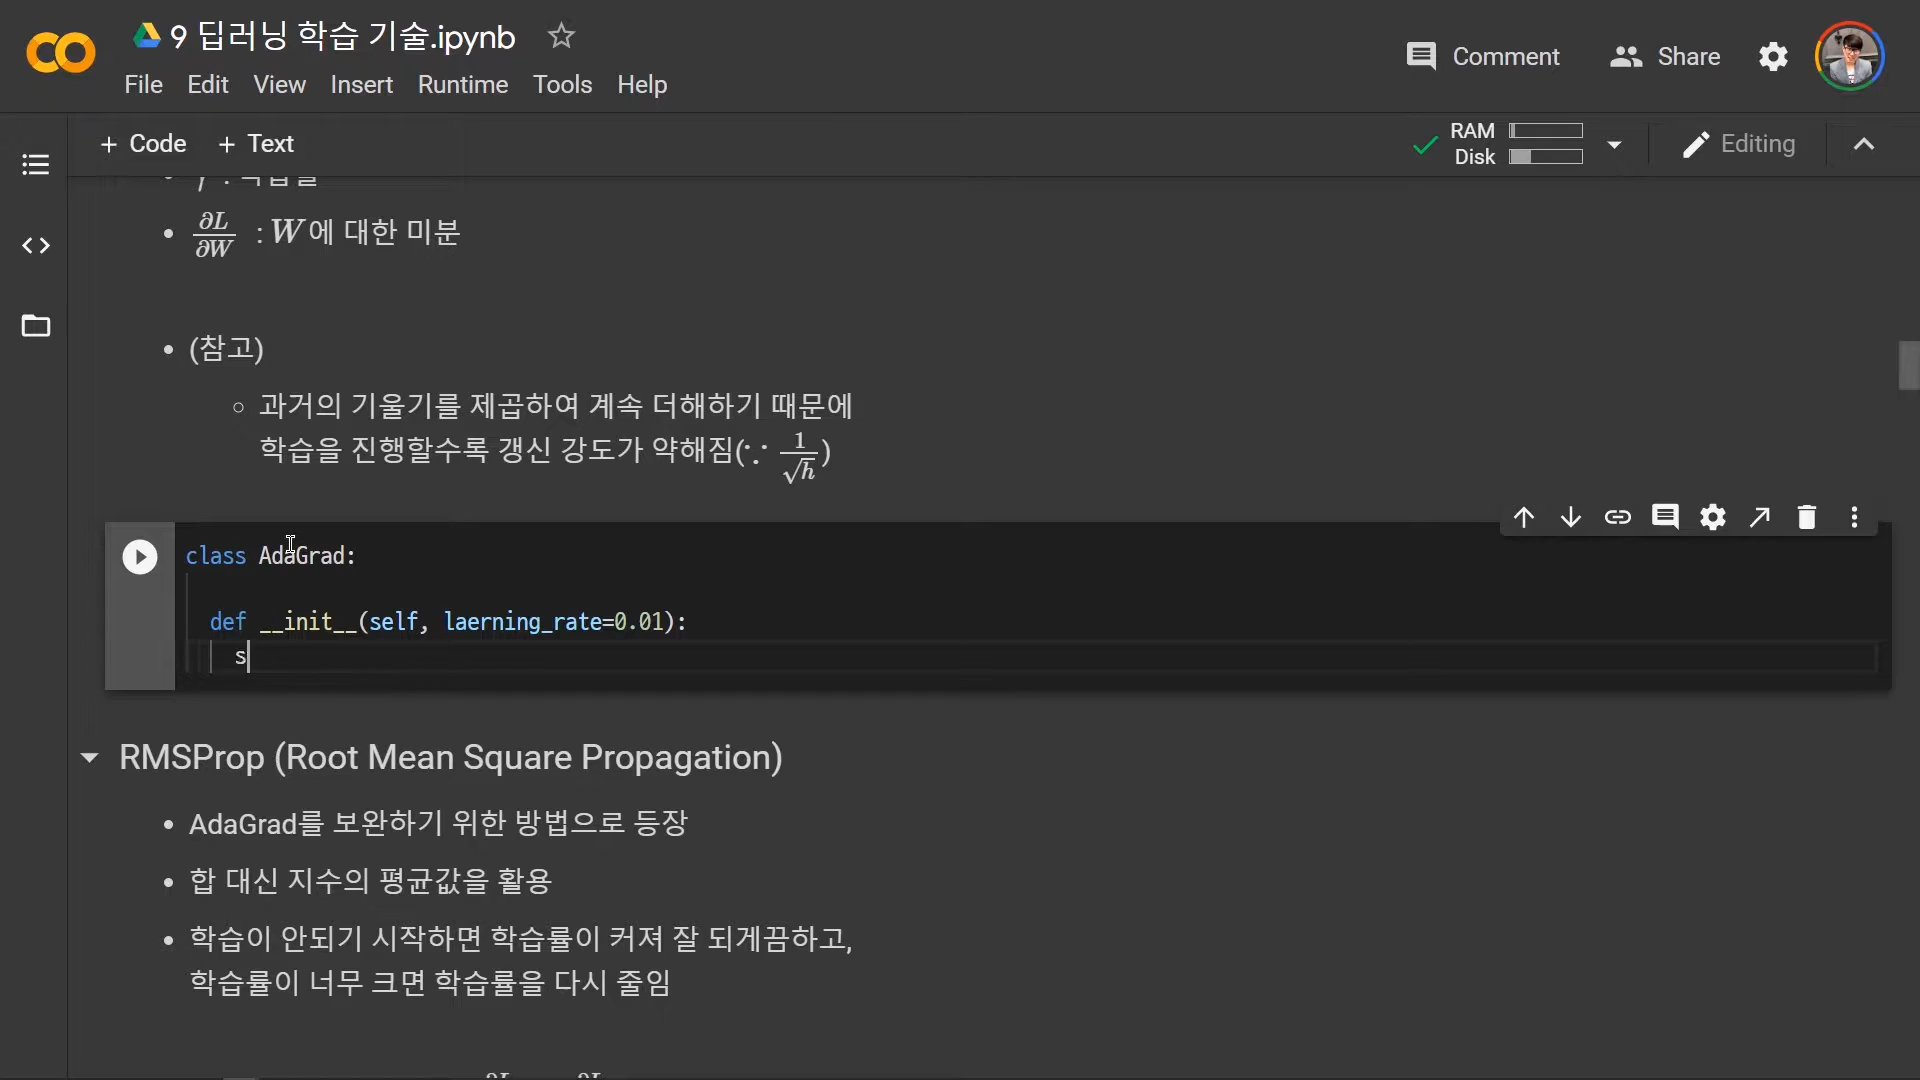 9 딥러닝 학습 기술.ipynb
Comment
Share
File Edit View Insert Runtime Tools Help
+ Code + Text
RAM
Disk
Editing
∂L/∂W : W에 대한 미분
(참고)
과거의 기울기를 제곱하여 계속 더해하기 때문에
학습을 진행할수록 갱신 강도가 약해짐(∵ 1/√h)
class AdaGrad:
def __init__(self, laerning_rate=0.01):
s
RMSProp (Root Mean Square Propagation)
AdaGrad를 보완하기 위한 방법으로 등장
합 대신 지수의 평균값을 활용
학습이 안되기 시작하면 학습률이 커져 잘 되게끔하고,
학습률이 너무 크면 학습률을 다시 줄임